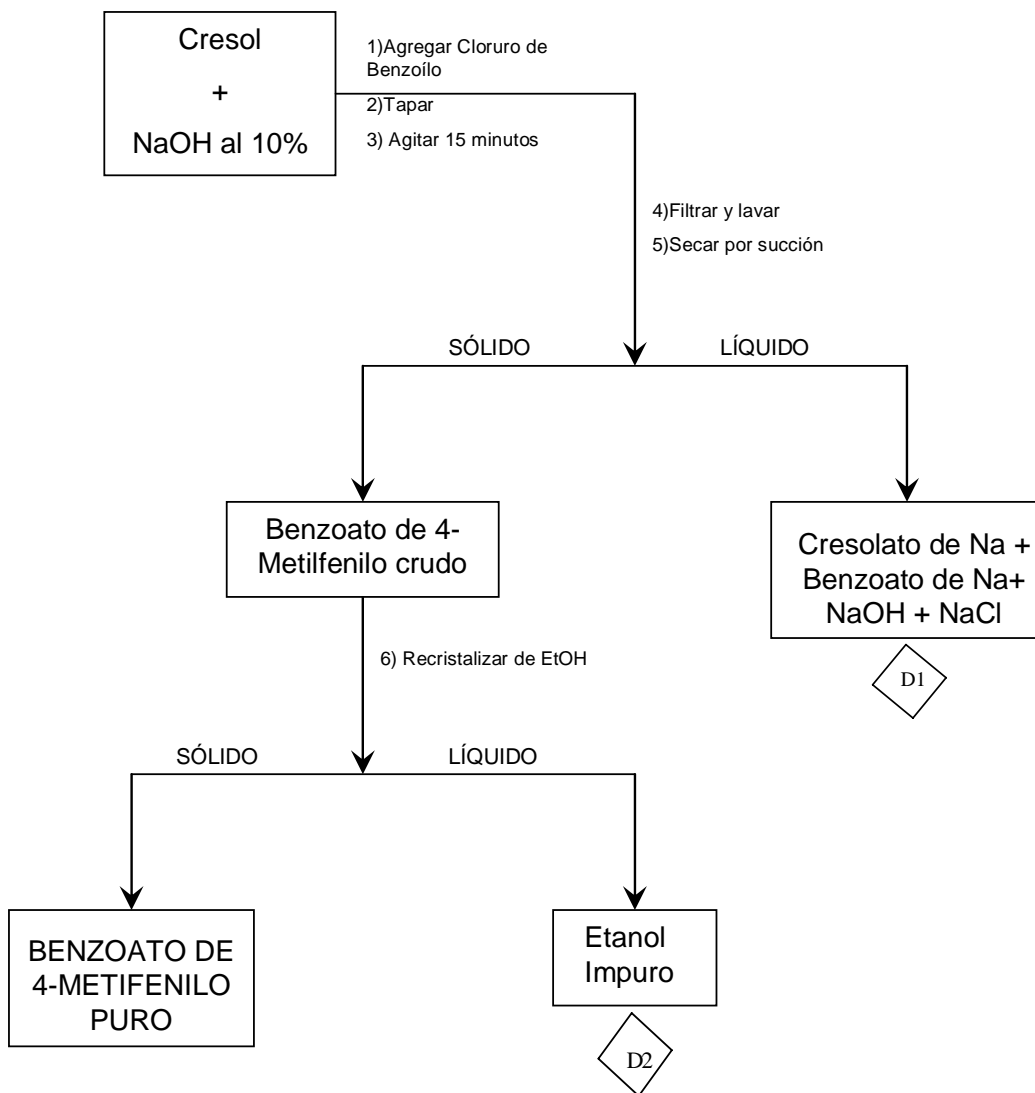 Cresol
+
NaOH al 10%
1)Agregar Cloruro de
Benzoílo
2)Tapar
3) Agitar 15 minutos
4)Filtrar y lavar
5)Secar por succión
SÓLIDO
LÍQUIDO
Benzoato de 4-
Metilfenilo crudo
Cresolato de Na +
Benzoato de Na+
NaOH + NaCl
D1
6) Recristalizar de EtOH
SÓLIDO
LÍQUIDO
BENZOATO DE
4-METIFENILO
PURO
Etanol
Impuro
D2